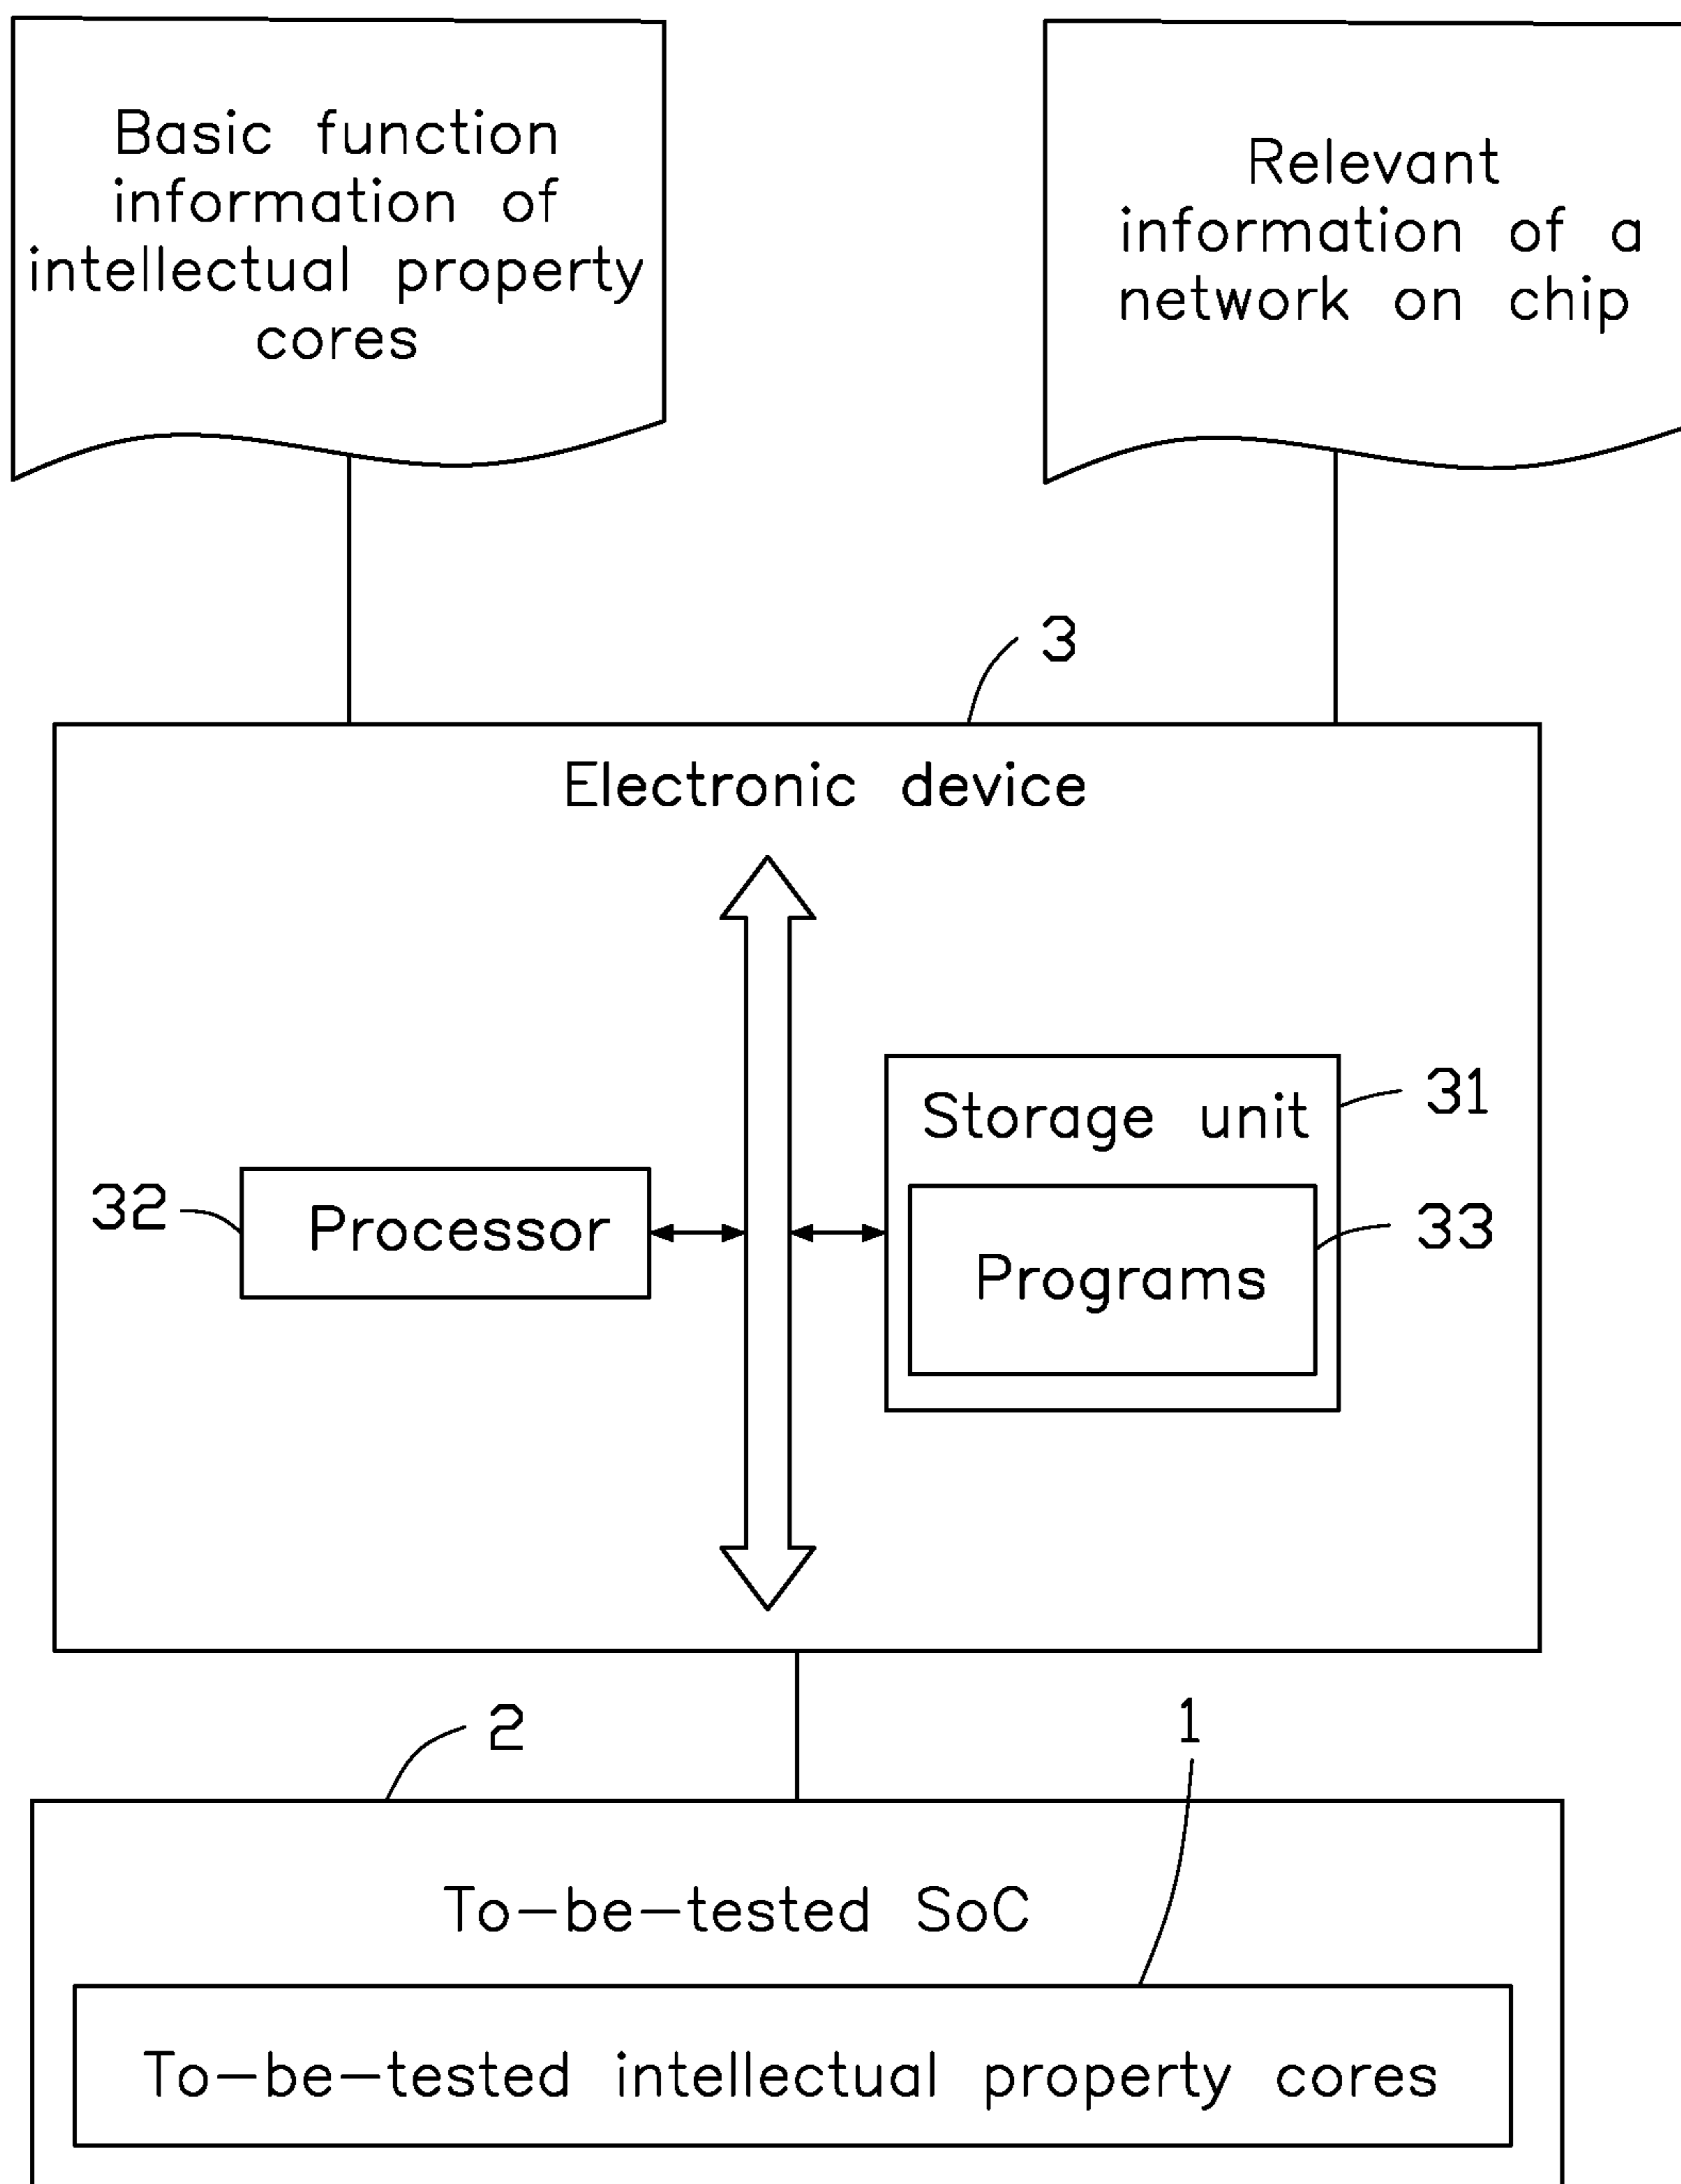 Basic function
information of
intellectual property
cores
Relevant
information of a
network on chip
3
Electronic device
Storage unit
31
32
Processor
Programs
33
2
1
To-be-tested SoC
To-be-tested intellectual property cores